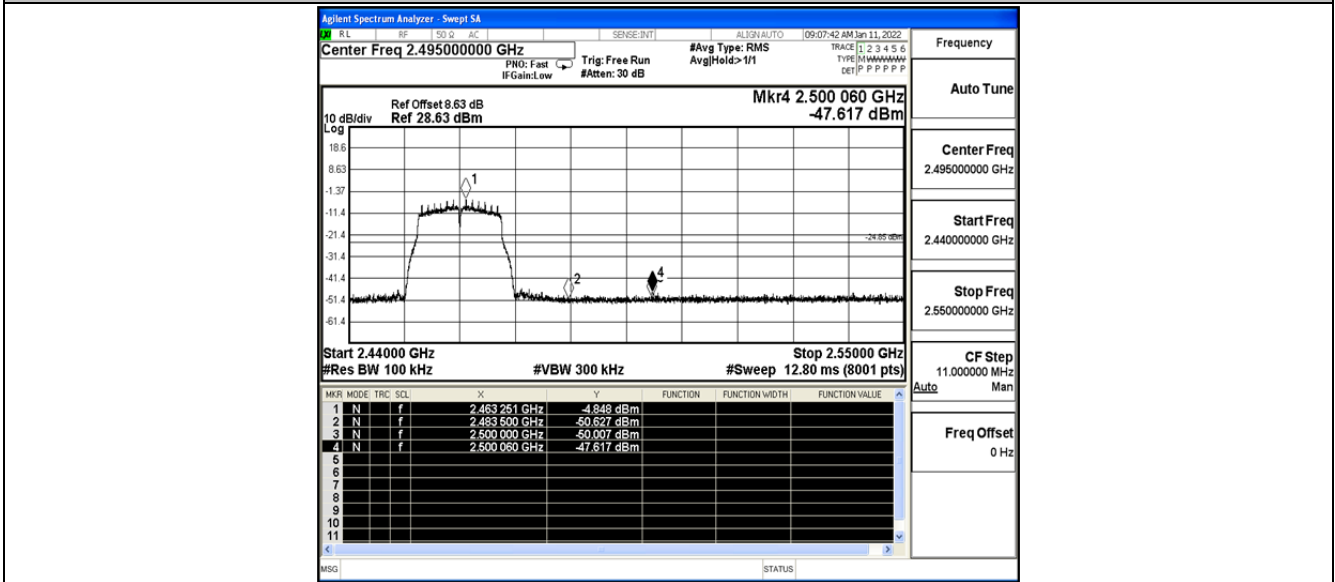 Agilent Spectrum Analyzer - Swept SA
RL RF 50 Ω AC SENSE:INT ALIGNAUTO 09:07:42 AM Jan 11, 2022
Center Freq 2.495000000 GHz
PNO: Fast
IFGain:Low
Trig: Free Run
#Atten: 30 dB
#Avg Type: RMS
Avg|Hold:>1/1
TRACE 1 2 3 4 5 6
TYPE MWWWWW
DET P P P P P P
Frequency
Mkr4 2.500 060 GHz
-47.617 dBm
Ref Offset 8.63 dB
10 dB/div Ref 28.63 dBm
Log
18.6
8.63
-1.37
-11.4
-21.4
-31.4
-41.4
-51.4
-61.4
1
2
4
-24.85 dBm
Start 2.44000 GHz Stop 2.55000 GHz
#Res BW 100 kHz #VBW 300 kHz #Sweep 12.80 ms (8001 pts)
MKR MODE TRC SCL X Y FUNCTION FUNCTION WIDTH FUNCTION VALUE
1 N f 2.463 251 GHz -4.848 dBm
2 N f 2.483 500 GHz -50.627 dBm
3 N f 2.500 000 GHz -50.007 dBm
4 N f 2.500 060 GHz -47.617 dBm
5
6
7
8
9
10
11
MSG STATUS
Auto Tune
Center Freq
2.495000000 GHz
Start Freq
2.440000000 GHz
Stop Freq
2.550000000 GHz
CF Step
11.000000 MHz
Auto Man
Freq Offset
0 Hz